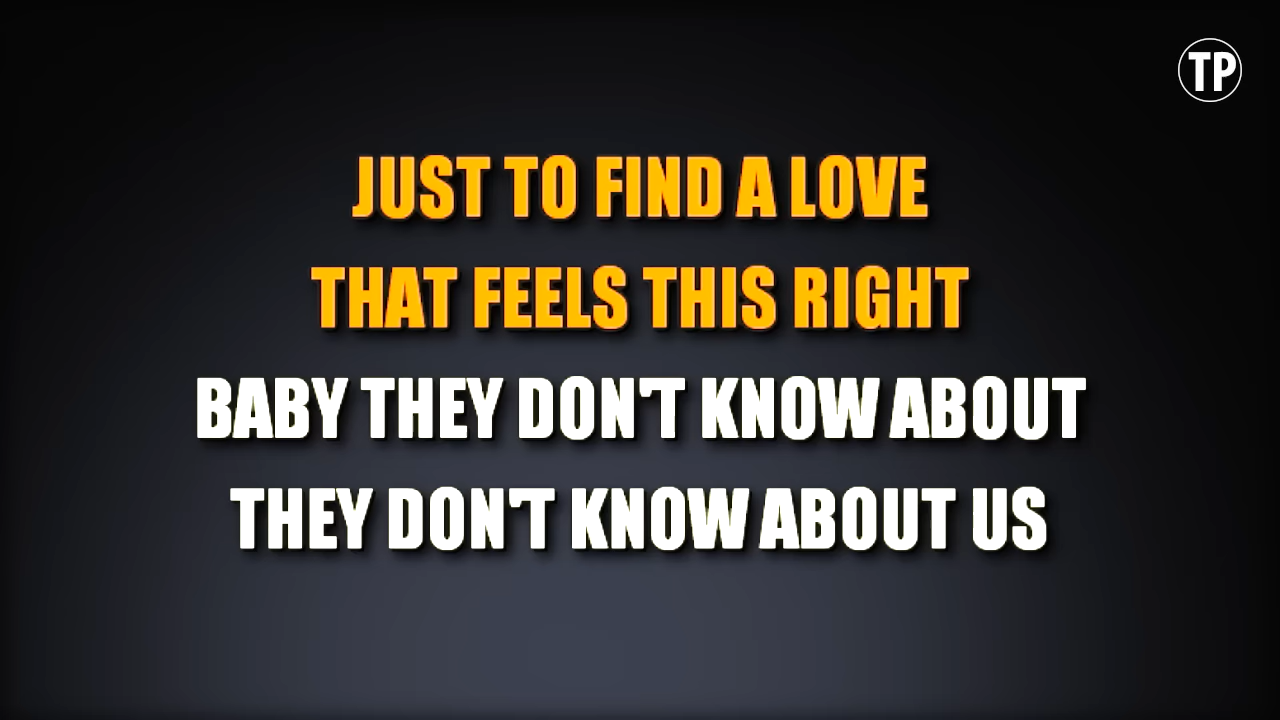 TP
JUST TO FIND A LOVE
THAT FEELS THIS RIGHT
BABY THEY DON'T KNOW ABOUT
THEY DON'T KNOW ABOUT US